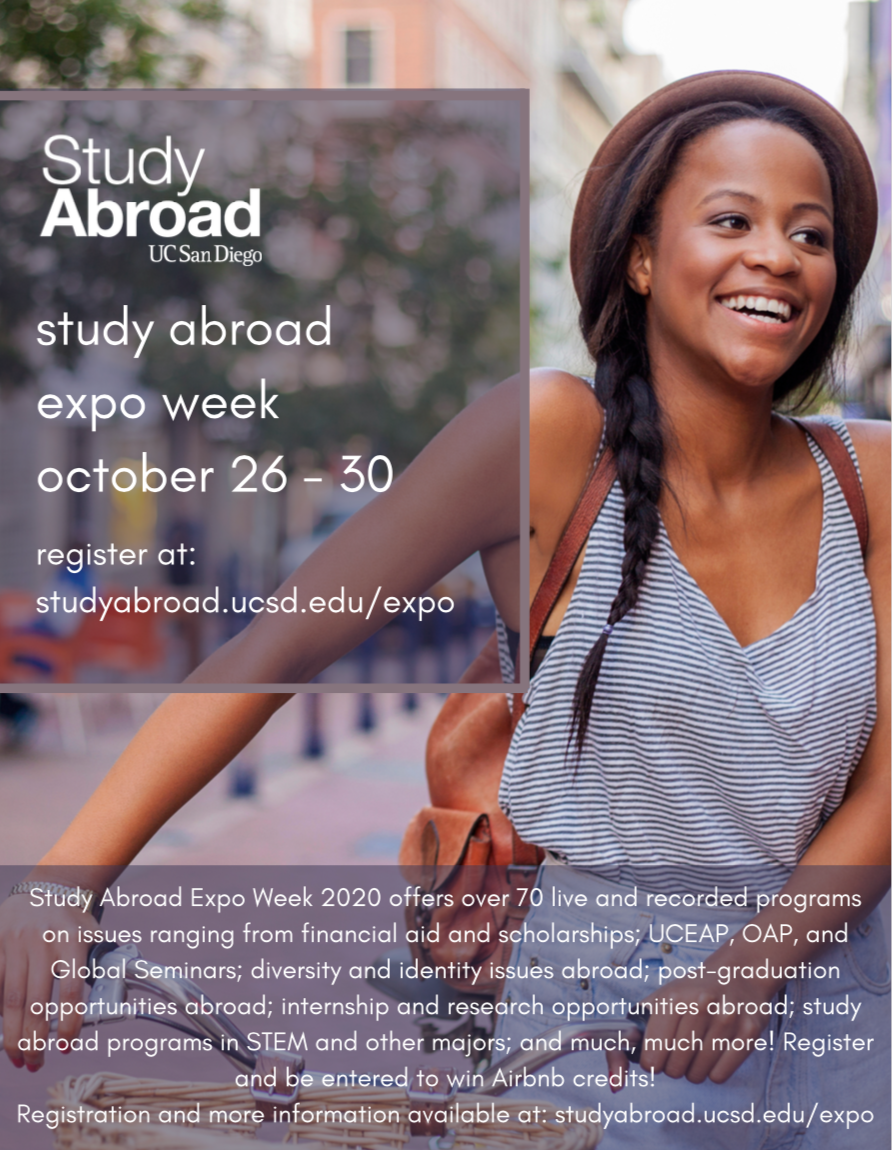 Study
Abroad
UC San Diego
study abroad
expo week
october 26 - 30
register at:
studyabroad.ucsd.edu/expo
Study Abroad Expo Week 2020 offers over 70 live and recorded programs
on issues ranging from financial aid and scholarships; UCEAP, OAP, and
Global Seminars; diversity and identity issues abroad; post-graduation
opportunities abroad; internship and research opportunities abroad; study
abroad programs in STEM and other majors; and much, much more! Register
and be entered to win Airbnb credits!
Registration and more information available at: studyabroad.ucsd.edu/expo